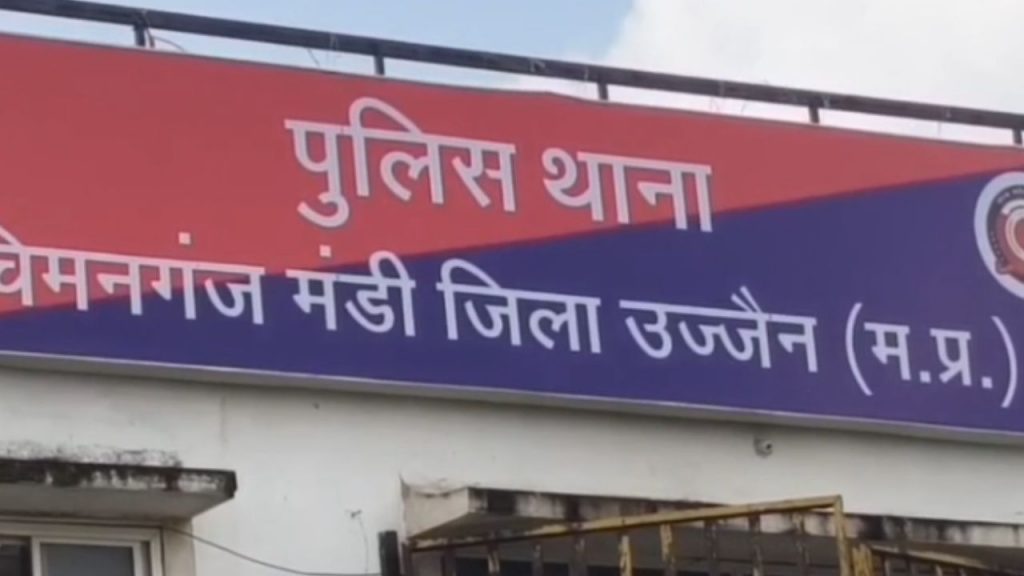 पुलिस थाना
चिमनगंज मंडी जिला उज्जैन (म.प्र.)